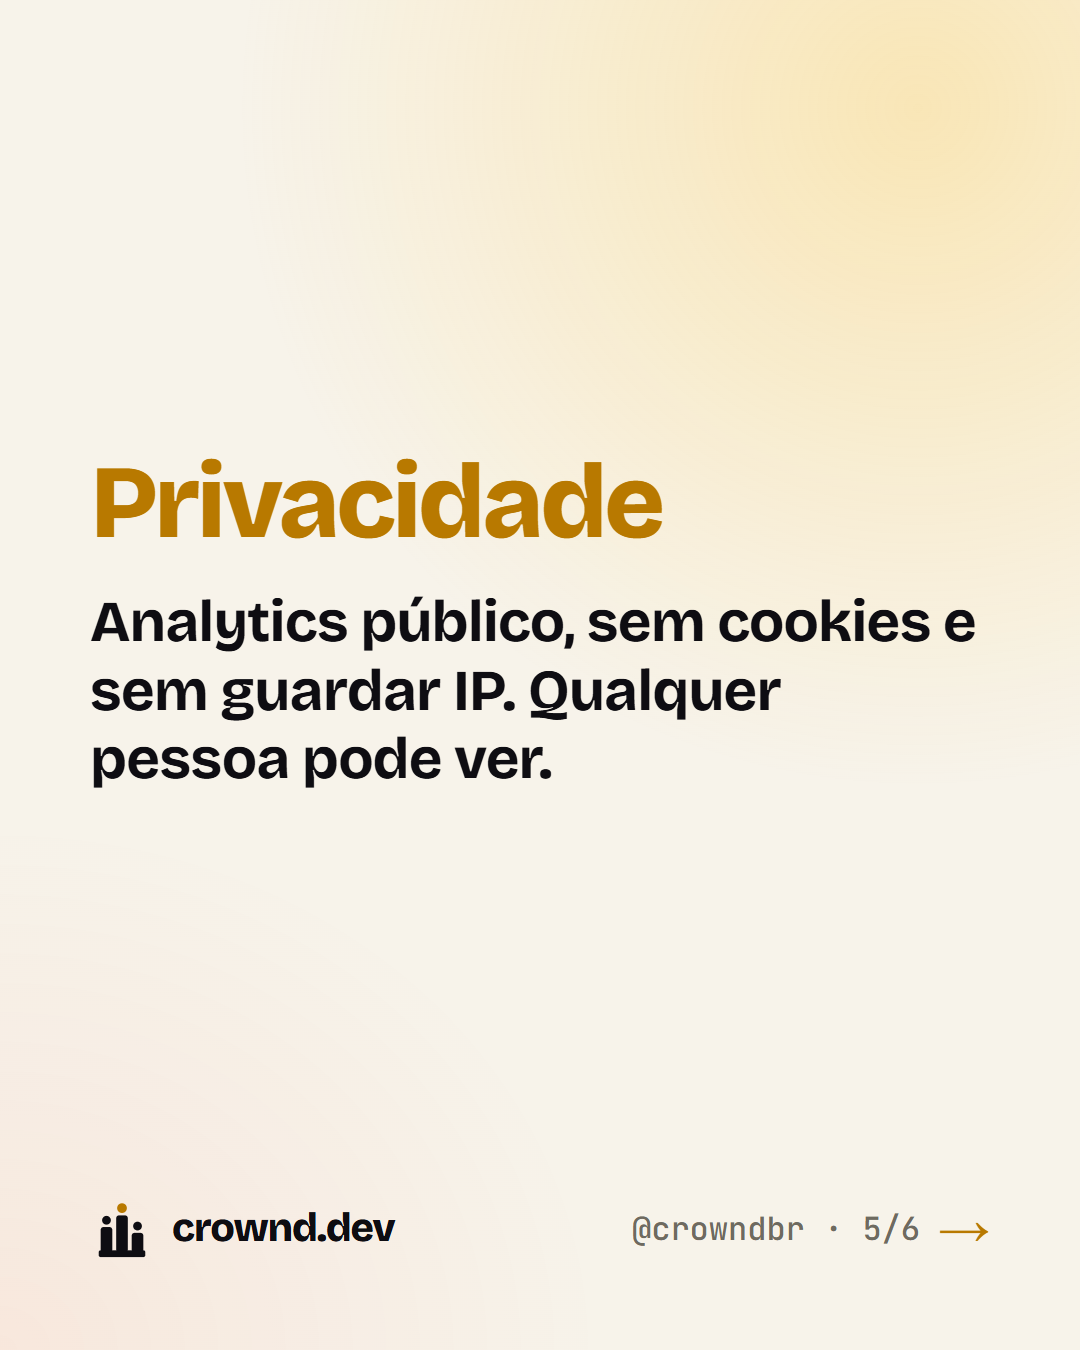 Privacidade
Analytics público, sem cookies e
sem guardar IP. Qualquer
pessoa pode ver.
crownd.dev
@crowndbr · 5/6 →